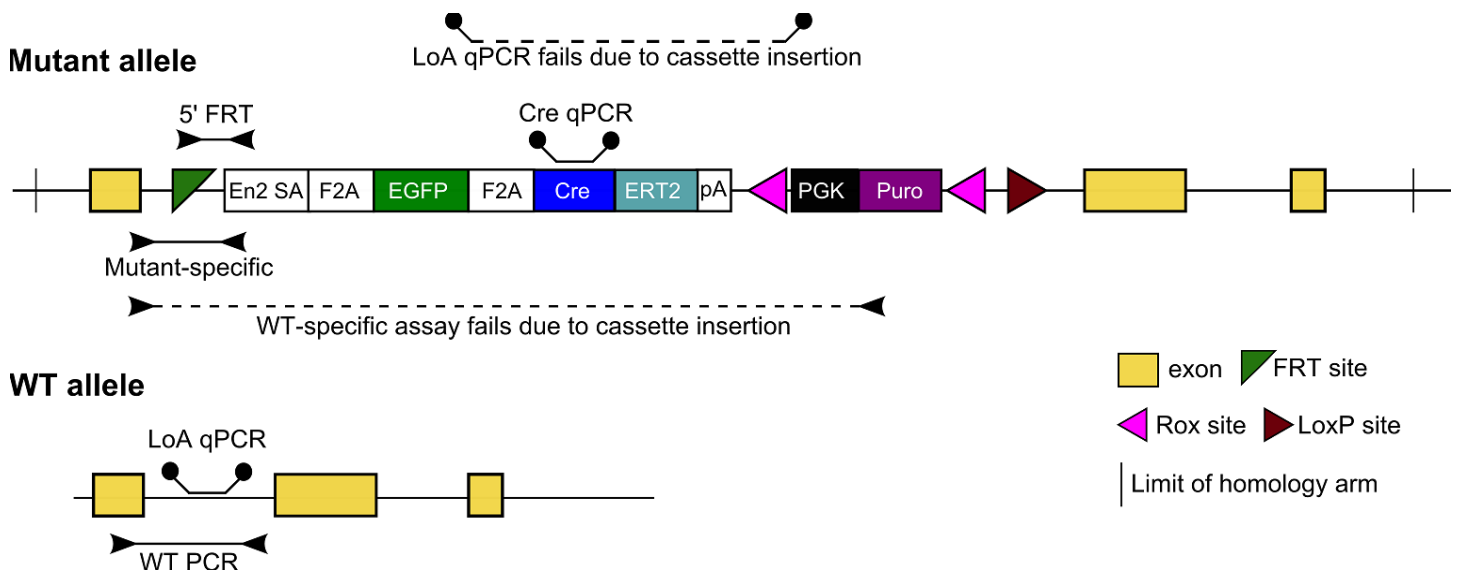 LoA qPCR fails due to cassette insertion
Mutant allele
5' FRT
Cre qPCR
En2 SA F2A EGFP F2A Cre ERT2 pA PGK Puro
Mutant-specific
WT-specific assay fails due to cassette insertion
WT allele
exon FRT site
LoA qPCR
Rox site LoxP site
Limit of homology arm
WT PCR